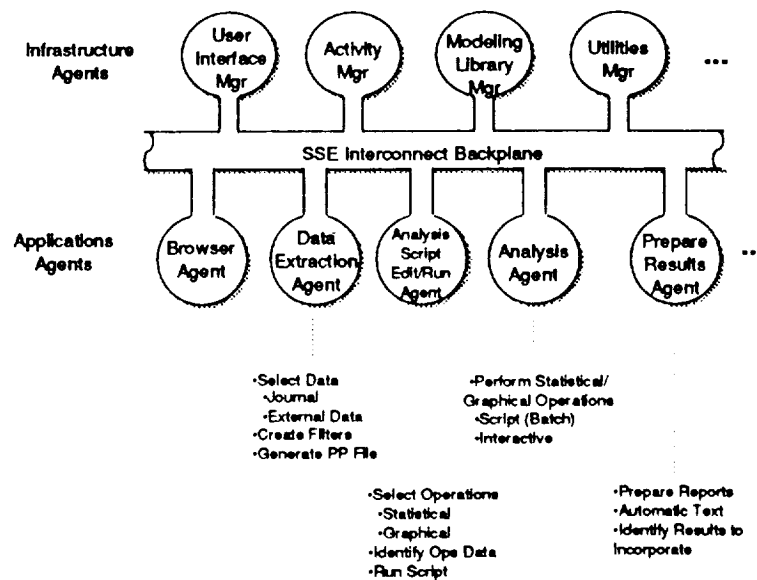 Infrastructure
Agents
User
Interface
Mgr
Activity
Mgr
Modeling
Library
Mgr
Utilities
Mgr
...
SSE Interconnect Backplane
Applications
Agents
Browser
Agent
Data
Extraction
Agent
Analysis
Script
Edit/Run
Agent
Analysis
Agent
Prepare
Results
Agent
..
•Select Data
•Journal
•External Data
•Create Filters
•Generate PP File
•Perform Statistical/
Graphical Operations
•Script (Batch)
•Interactive
•Select Operations
•Statistical
•Graphical
•Identify Ops Data
•Run Script
•Prepare Reports
•Automatic Text
•Identify Results to
Incorporate